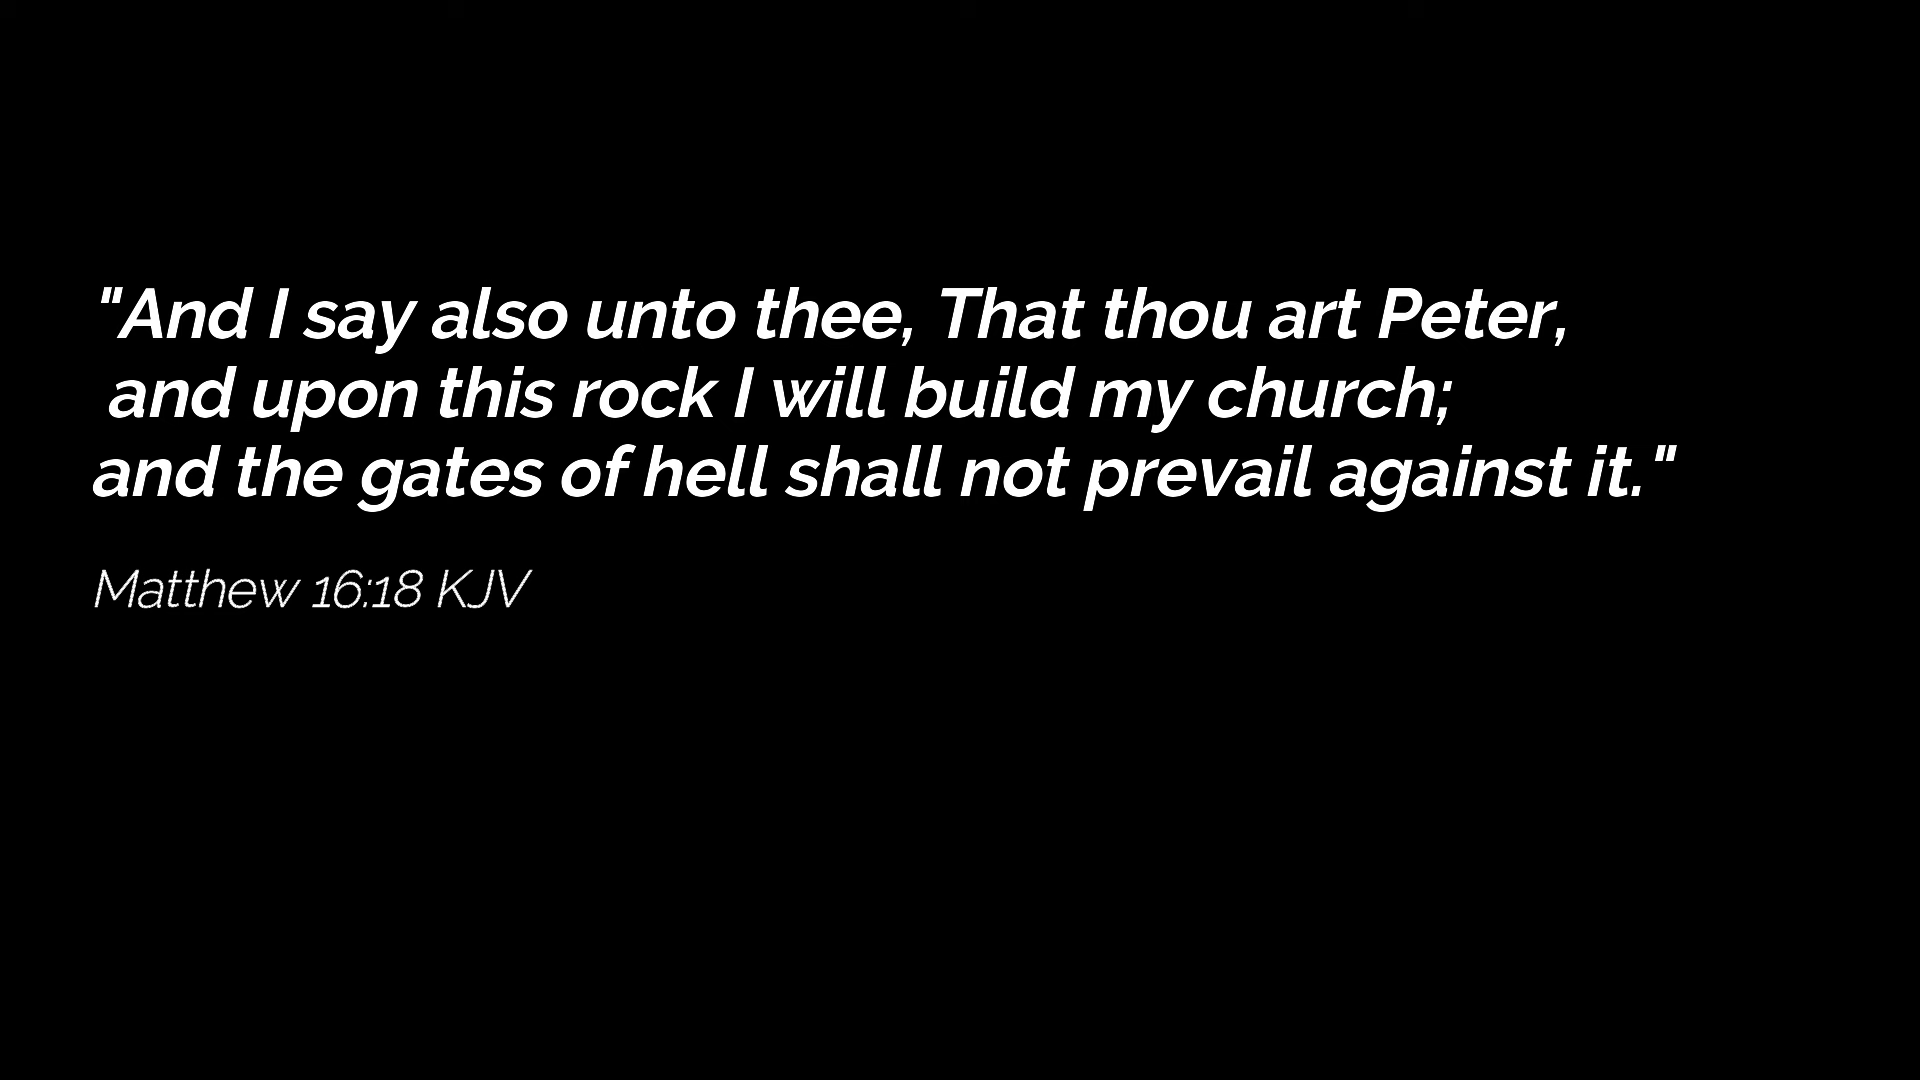 "And I say also unto thee, That thou art Peter,
and upon this rock I will build my church;
and the gates of hell shall not prevail against it."
Matthew 16:18 KJV